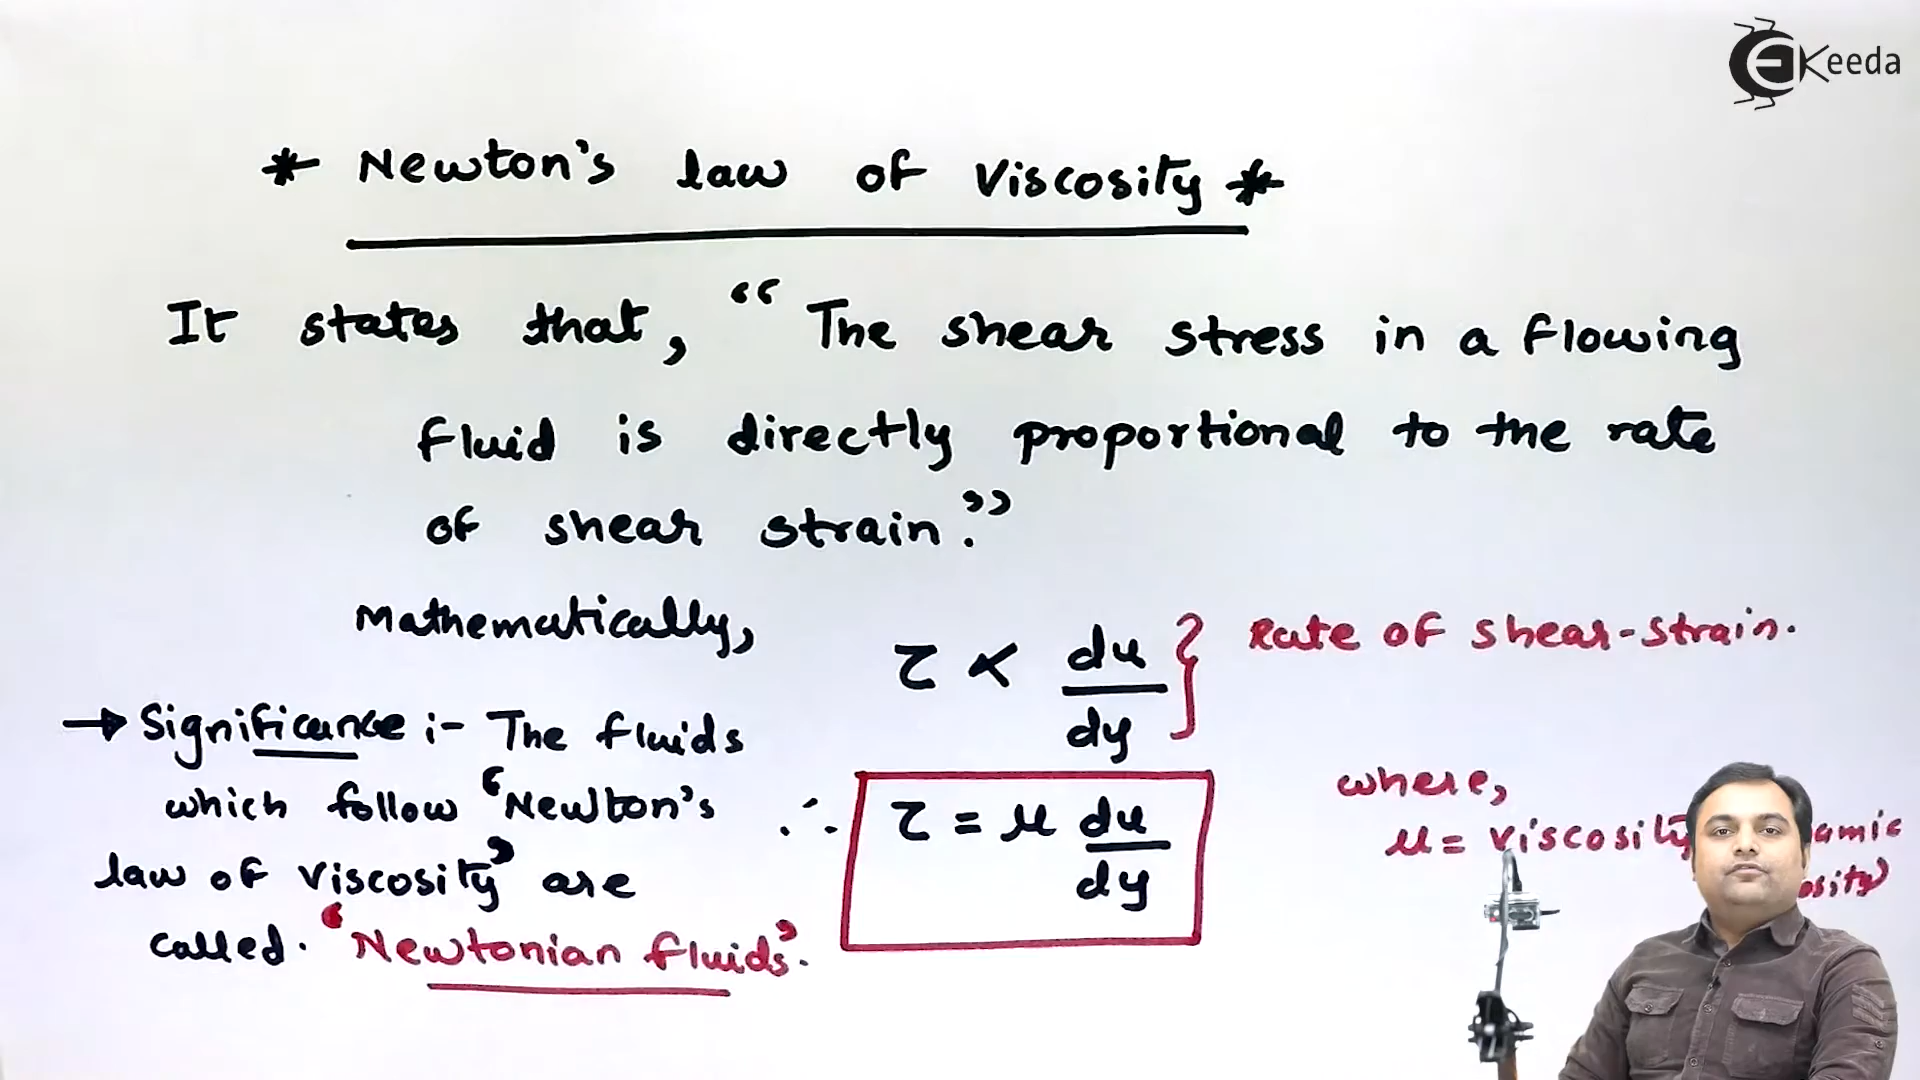 EKeeda
* Newton's law of Viscosity *
It states that, “The shear stress in a flowing
fluid is directly proportional to the rate
of shear strain.”
Mathematically,
τ ∝ du/dy } Rate of shear-strain.
→ Significance :- The fluids
which follow ‘Newton's
law of viscosity’ are
called. ‘Newtonian fluids’.
∴ τ = μ du/dy
where,
μ = viscosity